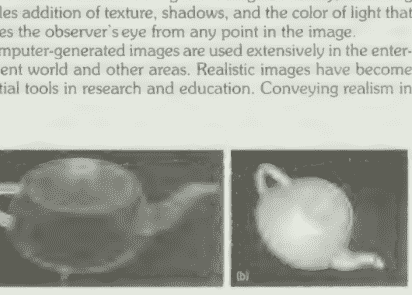 les addition of texture, shadows, and the color of light that
es the observer's eye from any point in the image.
mputer-generated images are used extensively in the enter-
ent world and other areas. Realistic images have become
tial tools in research and education. Conveying realism in
(b)